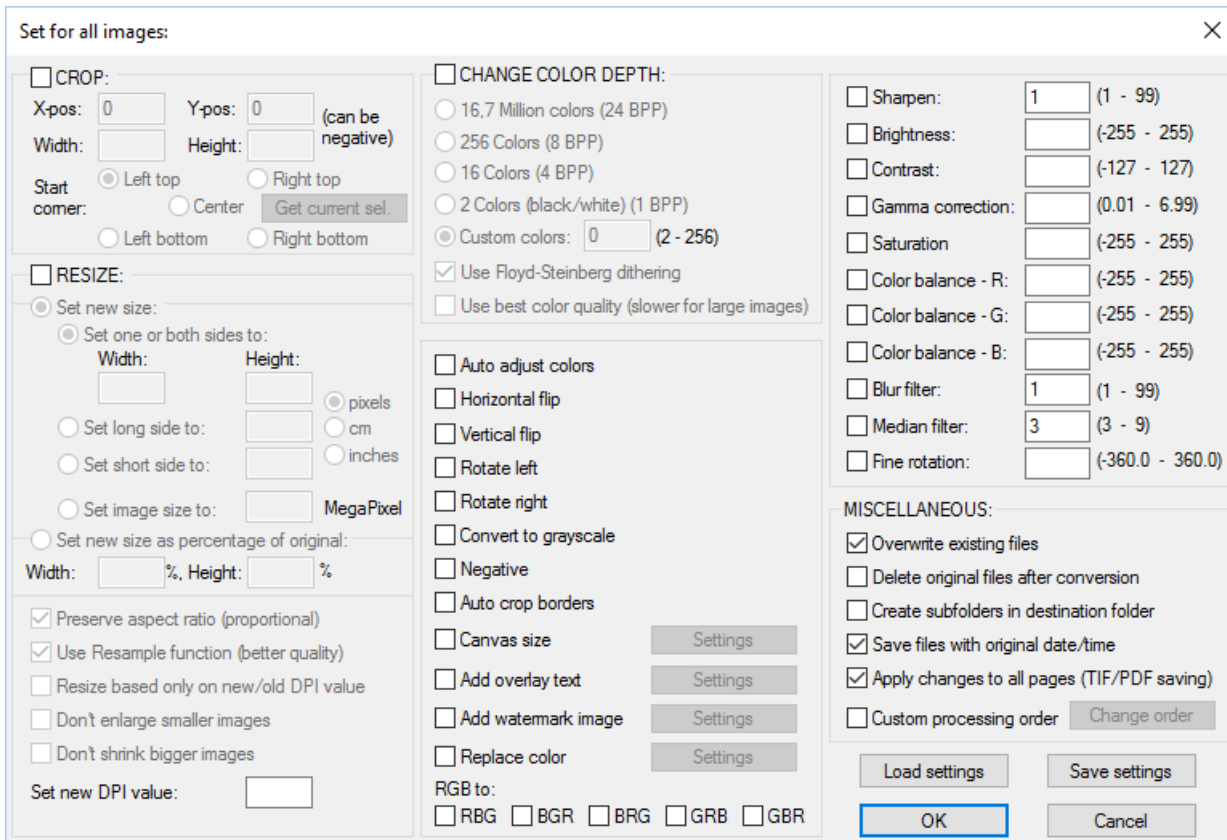 Set for all images:
CROP:
X-pos: 0 Y-pos: 0 (can be negative)
Width: Height:
Start corner:
Left top Right top
Center Get current sel.
Left bottom Right bottom
RESIZE:
Set new size:
Set one or both sides to:
Width: Height:
pixels
Set long side to: cm
Set short side to: inches
Set image size to: MegaPixel
Set new size as percentage of original:
Width: %, Height: %
Preserve aspect ratio (proportional)
Use Resample function (better quality)
Resize based only on new/old DPI value
Don't enlarge smaller images
Don't shrink bigger images
Set new DPI value:
CHANGE COLOR DEPTH:
16,7 Million colors (24 BPP)
256 Colors (8 BPP)
16 Colors (4 BPP)
2 Colors (black/white) (1 BPP)
Custom colors: 0 (2 - 256)
Use Floyd-Steinberg dithering
Use best color quality (slower for large images)
Auto adjust colors
Horizontal flip
Vertical flip
Rotate left
Rotate right
Convert to grayscale
Negative
Auto crop borders
Canvas size Settings
Add overlay text Settings
Add watermark image Settings
Replace color Settings
RGB to:
RBG BGR BRG GRB GBR
Sharpen: 1 (1 - 99)
Brightness: (-255 - 255)
Contrast: (-127 - 127)
Gamma correction: (0.01 - 6.99)
Saturation (-255 - 255)
Color balance - R: (-255 - 255)
Color balance - G: (-255 - 255)
Color balance - B: (-255 - 255)
Blur filter: 1 (1 - 99)
Median filter: 3 (3 - 9)
Fine rotation: (-360.0 - 360.0)
MISCELLANEOUS:
Overwrite existing files
Delete original files after conversion
Create subfolders in destination folder
Save files with original date/time
Apply changes to all pages (TIF/PDF saving)
Custom processing order Change order
Load settings Save settings
OK Cancel